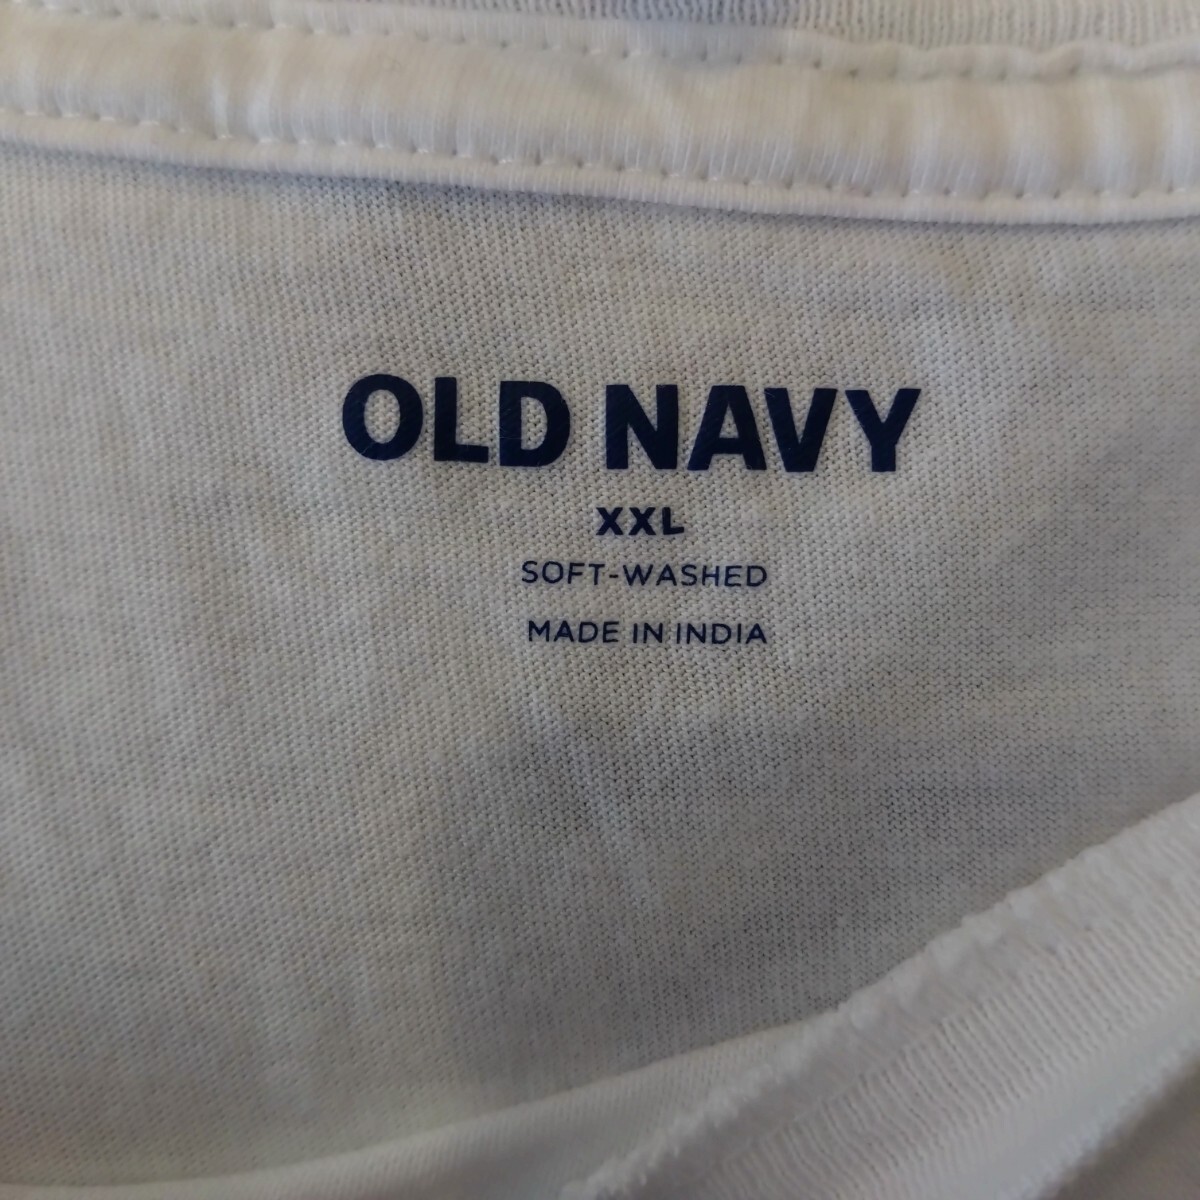 OLD NAVY
XXL
SOFT-WASHED
MADE IN INDIA